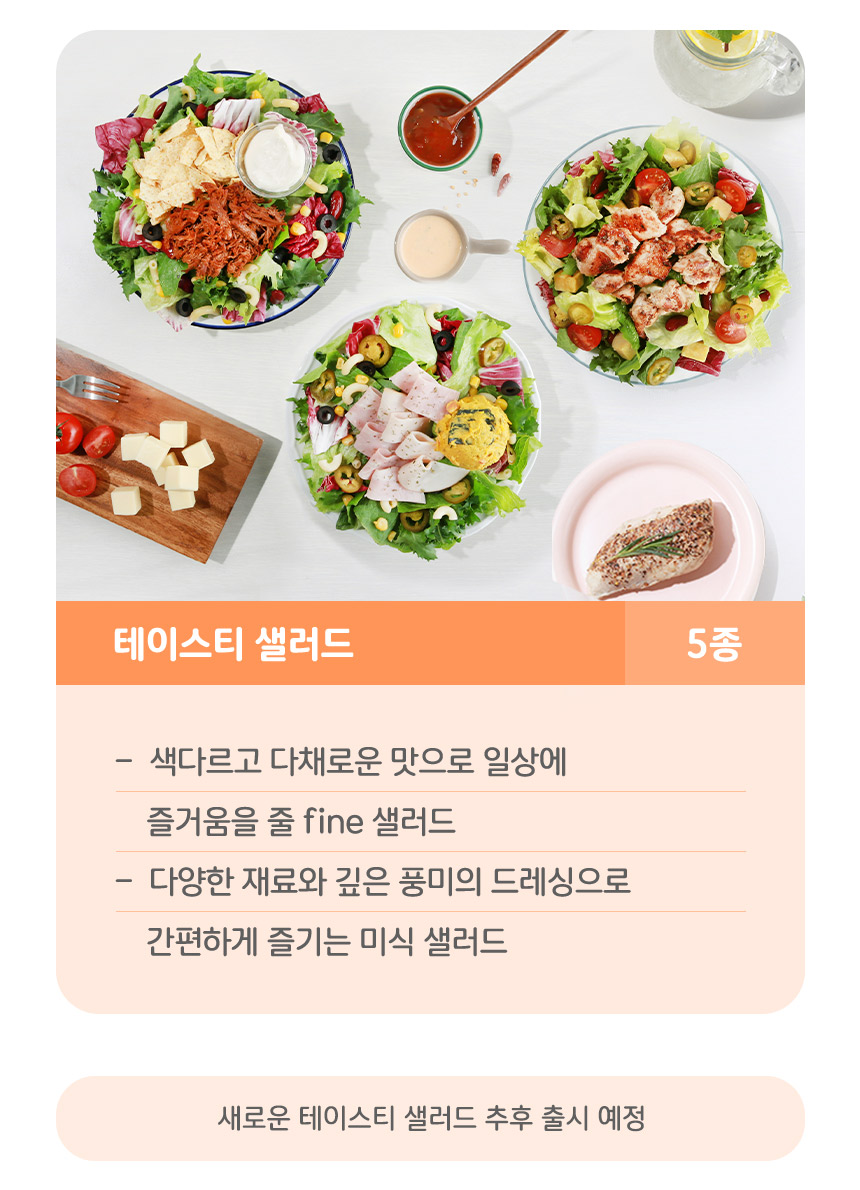 테이스티 샐러드
5종
– 색다르고 다채로운 맛으로 일상에
즐거움을 줄 fine 샐러드
– 다양한 재료와 깊은 풍미의 드레싱으로
간편하게 즐기는 미식 샐러드
새로운 테이스티 샐러드 추후 출시 예정